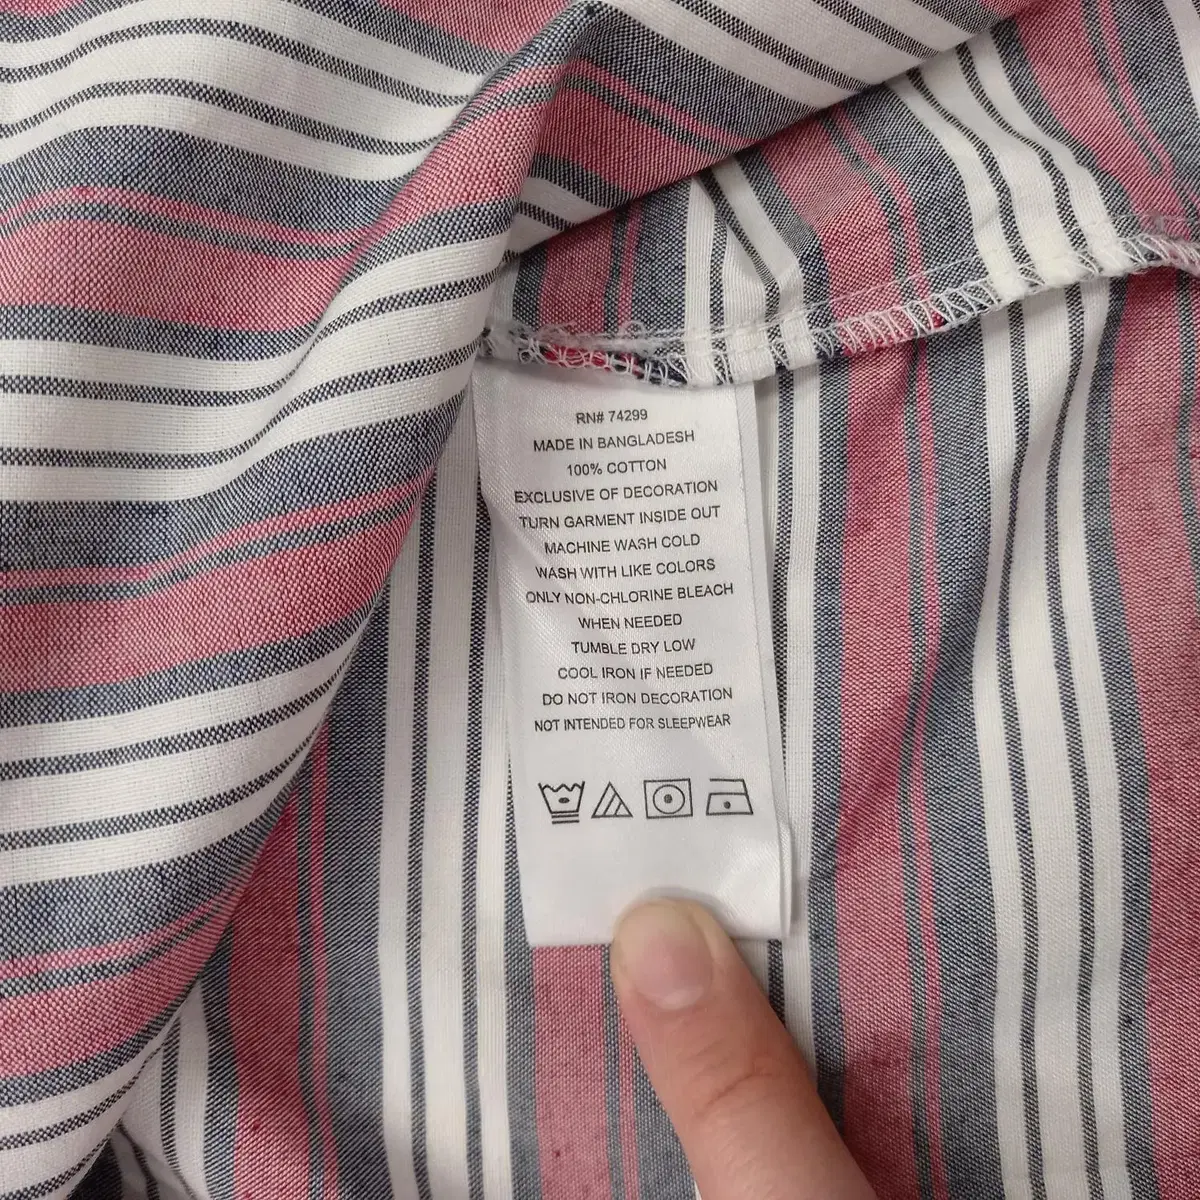 RN# 74299
MADE IN BANGLADESH
100% COTTON
EXCLUSIVE OF DECORATION
TURN GARMENT INSIDE OUT
MACHINE WASH COLD
WASH WITH LIKE COLORS
ONLY NON-CHLORINE BLEACH
WHEN NEEDED
TUMBLE DRY LOW
COOL IRON IF NEEDED
DO NOT IRON DECORATION
NOT INTENDED FOR SLEEPWEAR